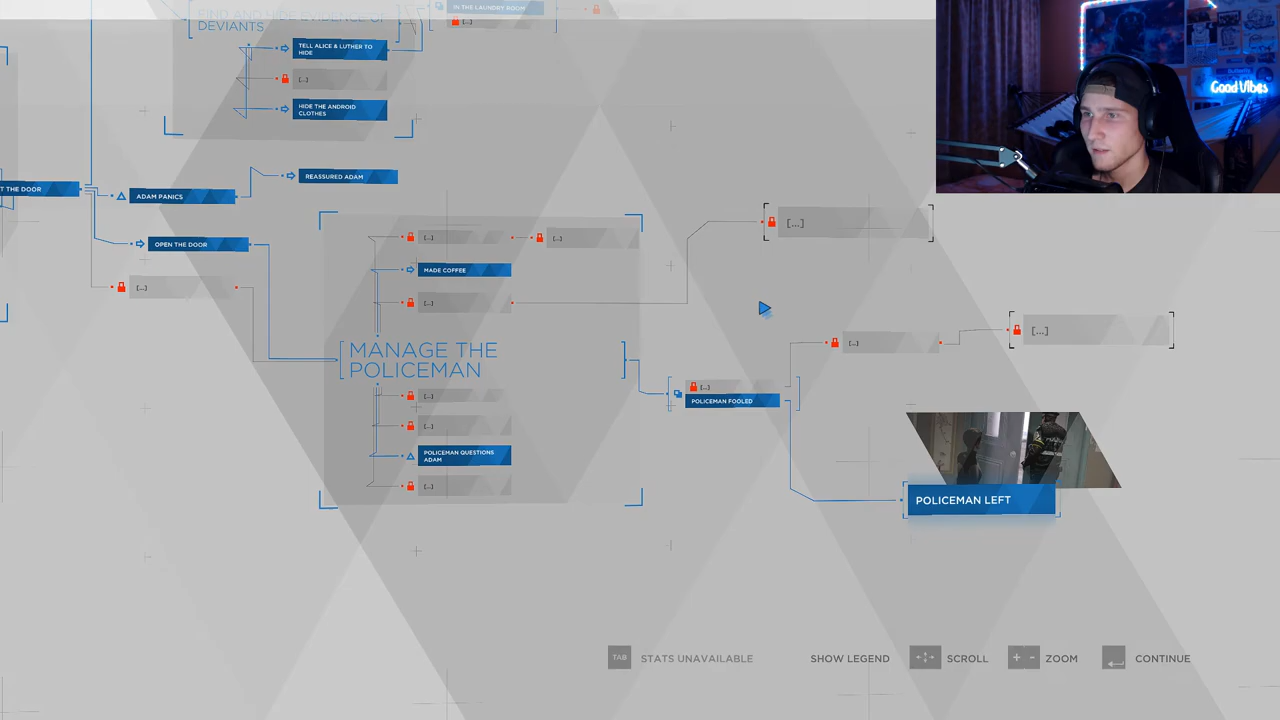 FIND AND HIDE EVIDENCE OF
DEVIANTS
IN THE LAUNDRY ROOM
[...]
TELL ALICE & LUTHER TO
HIDE
[...]
HIDE THE ANDROID
CLOTHES
Good Vibes
T THE DOOR
ADAM PANICS
REASSURED ADAM
OPEN THE DOOR
[...]
[...]
[...]
MADE COFFEE
[...]
[...]
MANAGE THE
POLICEMAN
[...]
[...]
POLICEMAN QUESTIONS
ADAM
[...]
[...]
POLICEMAN FOOLED
[...]
[...]
POLICEMAN LEFT
TAB STATS UNAVAILABLE SHOW LEGEND SCROLL + - ZOOM CONTINUE